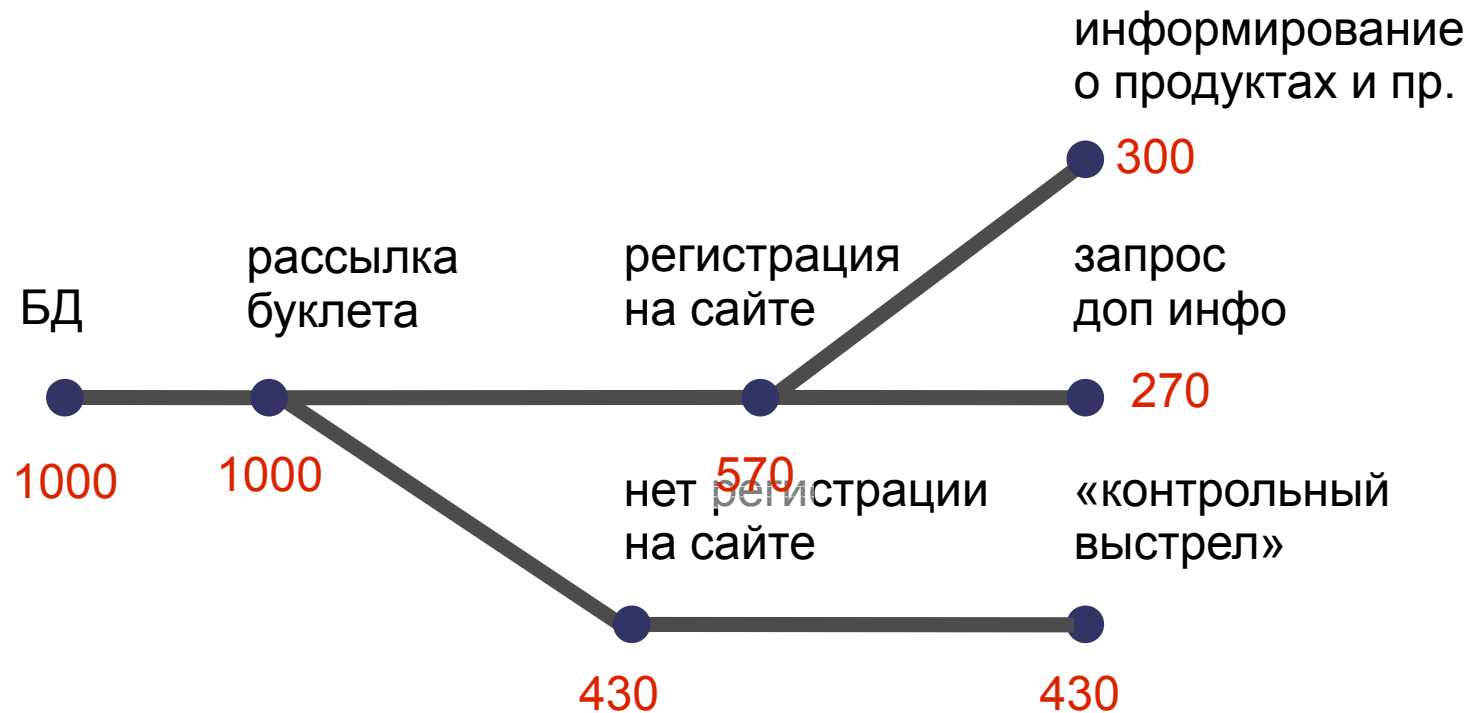 информирование
о продуктах и пр.
300
БД
рассылка
буклета
регистрация
на сайте
запрос
доп инфо
270
1000
1000
570
нет регистрации
на сайте
«контрольный
выстрел»
430
430